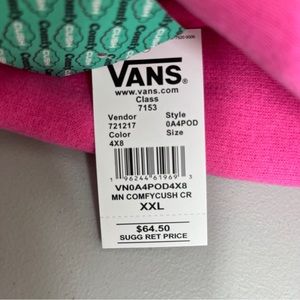 VANS®
www.vans.com
Class
7153
Vendor Style
721217 0A4POD
Color Size
4X8
1 96244 61969 3
VN0A4POD4X8
MN COMFYCUSH CR
XXL
$64.50
SUGG RET PRICE